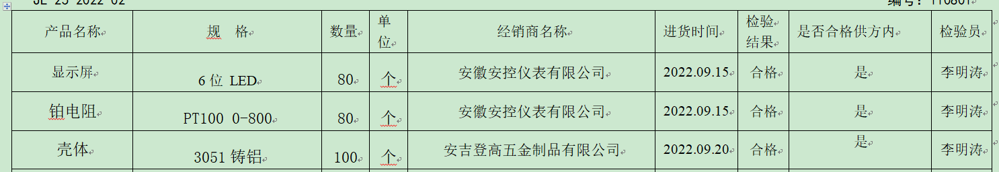 JL-25-2022-02 编号：110801
产品名称 规 格 数量 单位 经销商名称 进货时间 检验结果 是否合格供方内 检验员
显示屏 6位 LED 80 个 安徽安控仪表有限公司 2022.09.15 合格 是 李明涛
铂电阻 PT100 0-800 80 个 安徽安控仪表有限公司 2022.09.15 合格 是 李明涛
壳体 3051铸铝 100 个 安吉登高五金制品有限公司 2022.09.20 合格 是 李明涛